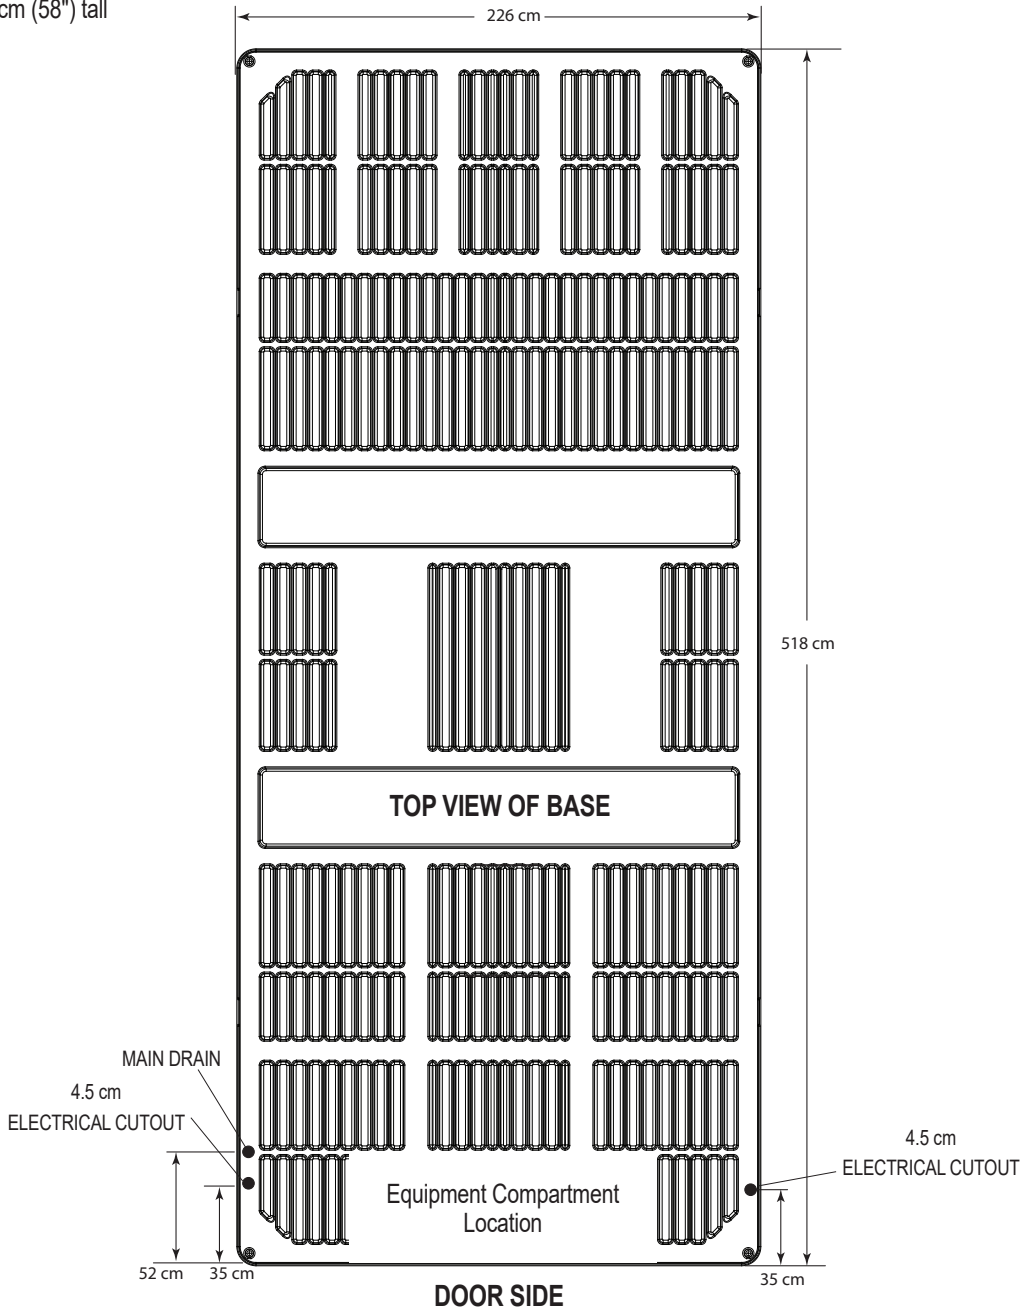 cm (58") tall
226 cm
518 cm
TOP VIEW OF BASE
MAIN DRAIN
4.5 cm
ELECTRICAL CUTOUT
4.5 cm
ELECTRICAL CUTOUT
Equipment Compartment
Location
52 cm
35 cm
35 cm
DOOR SIDE